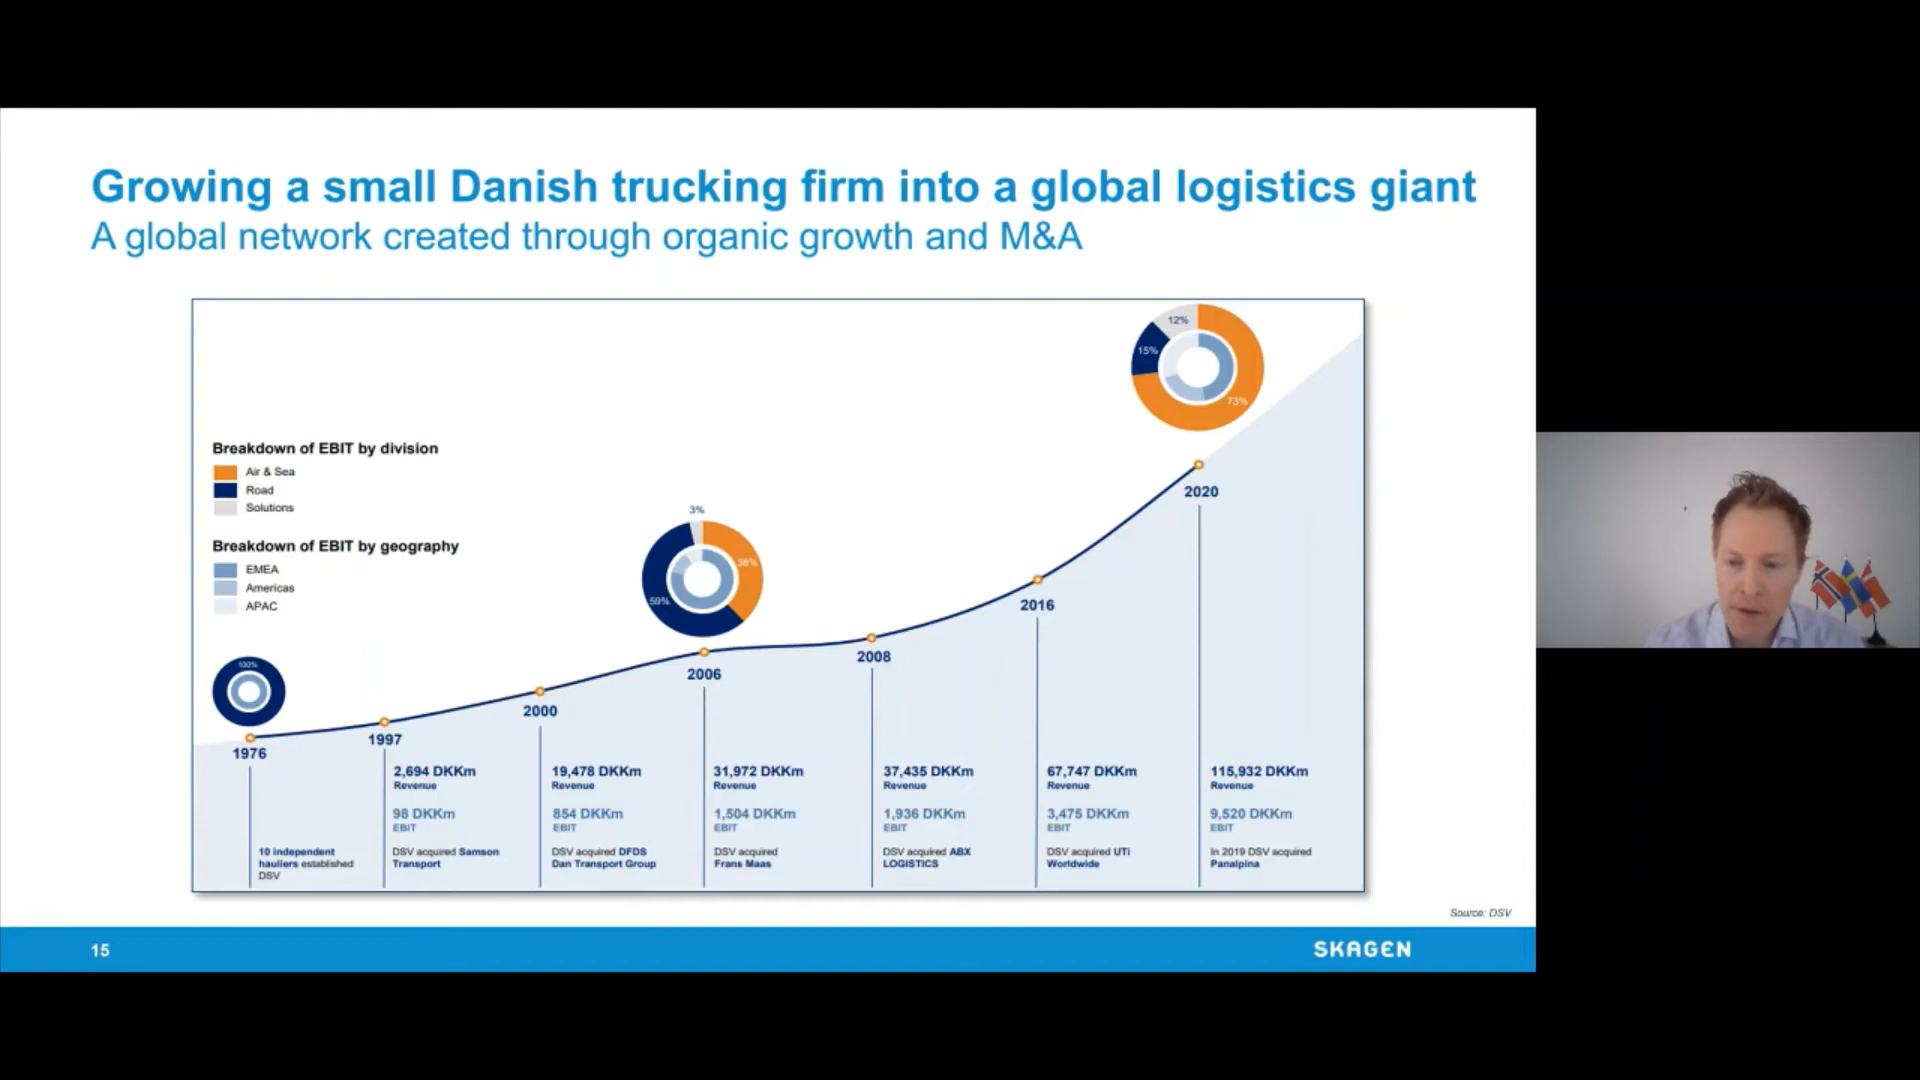 Growing a small Danish trucking firm into a global logistics giant
A global network created through organic growth and M&A
12%
15%
73%
Breakdown of EBIT by division
Air & Sea
Road
Solutions
Breakdown of EBIT by geography
EMEA
Americas
APAC
3%
38%
59%
100%
2020
2016
2008
2006
2000
1997
1976
10 independent
hauliers established
DSV
2,694 DKKm
Revenue
98 DKKm
EBIT
DSV acquired Samson
Transport
19,478 DKKm
Revenue
854 DKKm
EBIT
DSV acquired DFDS
Dan Transport Group
31,972 DKKm
Revenue
1,504 DKKm
EBIT
DSV acquired
Frans Maas
37,435 DKKm
Revenue
1,936 DKKm
EBIT
DSV acquired ABX
LOGISTICS
67,747 DKKm
Revenue
3,475 DKKm
EBIT
DSV acquired UTi
Worldwide
115,932 DKKm
Revenue
9,520 DKKm
EBIT
In 2019 DSV acquired
Panalpina
Source: DSV
15
SKAGEN